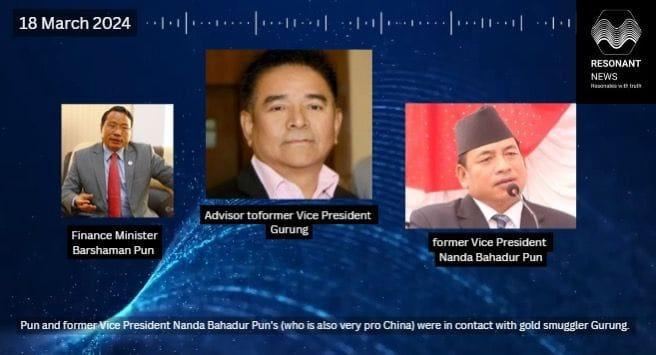 18 March 2024
RESONANT
NEWS
Resonates with truth
Finance Minister
Barshaman Pun
Advisor toformer Vice President
Gurung
former Vice President
Nanda Bahadur Pun
Pun and former Vice President Nanda Bahadur Pun's (who is also very pro China) were in contact with gold smuggler Gurung.